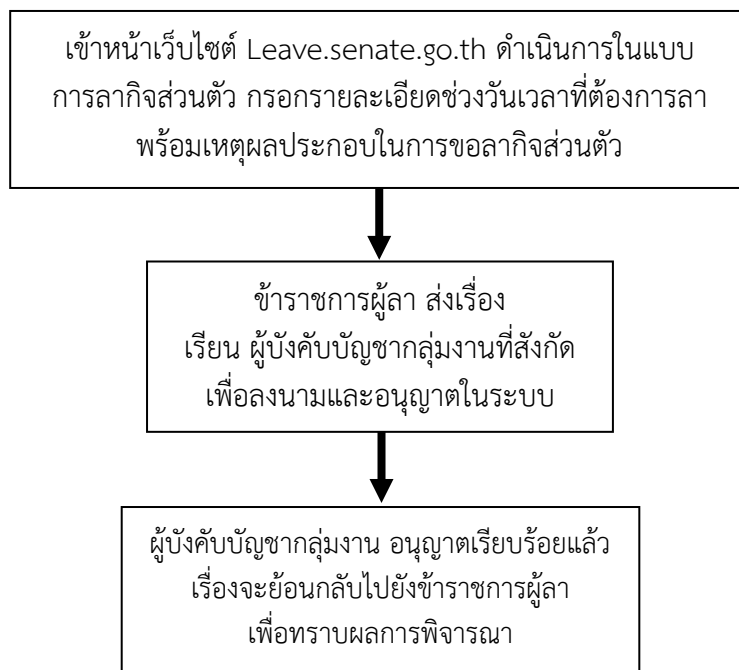 เข้าหน้าเว็บไซต์ Leave.senate.go.th ดำเนินการในแบบ
การลากิจส่วนตัว กรอกรายละเอียดช่วงวันเวลาที่ต้องการลา
พร้อมเหตุผลประกอบในการขอลากิจส่วนตัว
ข้าราชการผู้ลา ส่งเรื่อง
เรียน ผู้บังคับบัญชากลุ่มงานที่สังกัด
เพื่อลงนามและอนุญาตในระบบ
ผู้บังคับบัญชากลุ่มงาน อนุญาตเรียบร้อยแล้ว
เรื่องจะย้อนกลับไปยังข้าราชการผู้ลา
เพื่อทราบผลการพิจารณา